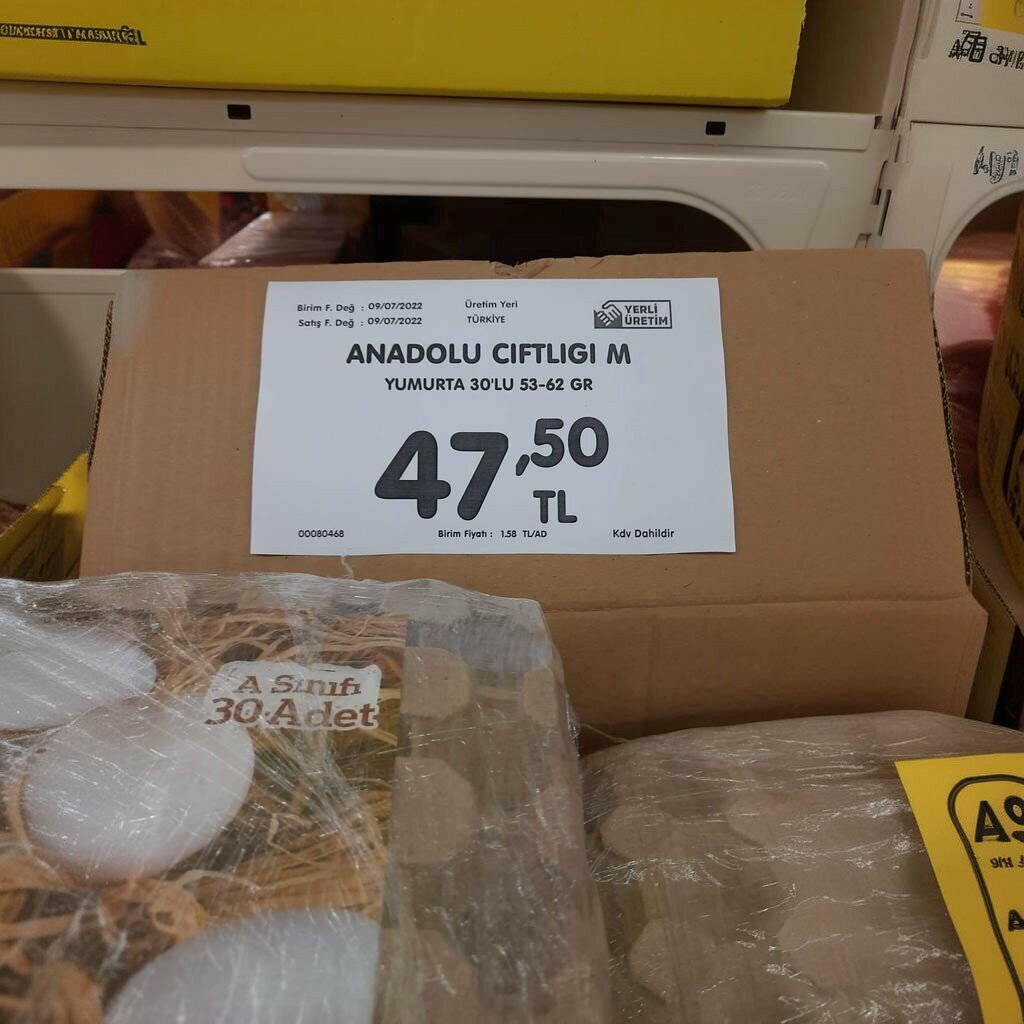 Birim F. Değ : 09/07/2022
Satış F. Değ : 09/07/2022
Üretim Yeri
TÜRKİYE
YERLİ
ÜRETİM
ANADOLU CIFTLIGI M
YUMURTA 30'LU 53-62 GR
47,50
TL
00080468
Birim Fiyatı : 1.58 TL/AD
Kdv Dahildir
A Sınıfı
30 Adet